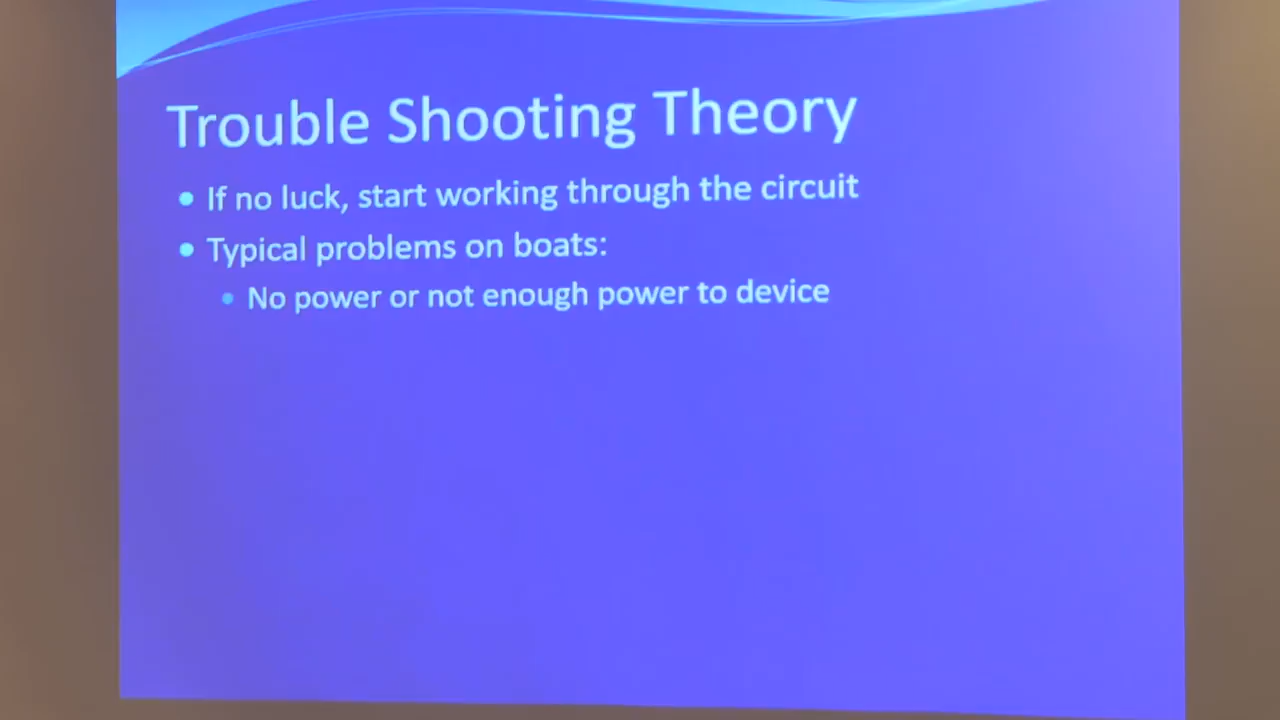 Trouble Shooting Theory
• If no luck, start working through the circuit
• Typical problems on boats:
• No power or not enough power to device